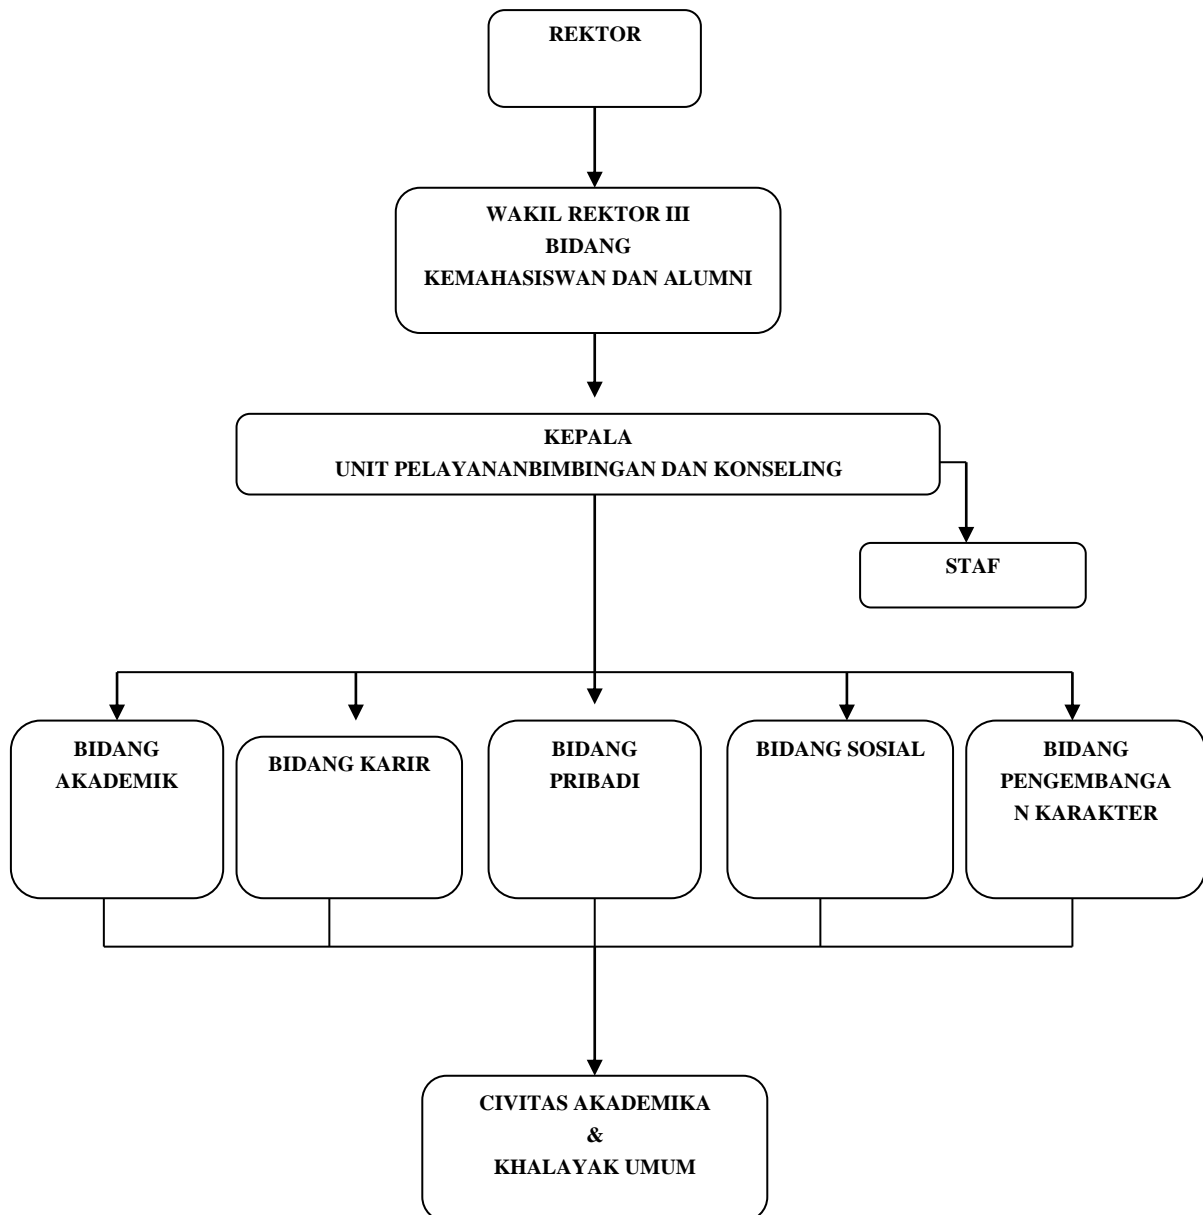 REKTOR
WAKIL REKTOR III
BIDANG
KEMAHASISWAN DAN ALUMNI
KEPALA
UNIT PELAYANANBIMBINGAN DAN KONSELING
STAF
BIDANG
AKADEMIK
BIDANG KARIR
BIDANG
PRIBADI
BIDANG SOSIAL
BIDANG
PENGEMBANGA
N KARAKTER
CIVITAS AKADEMIKA
&
KHALAYAK UMUM